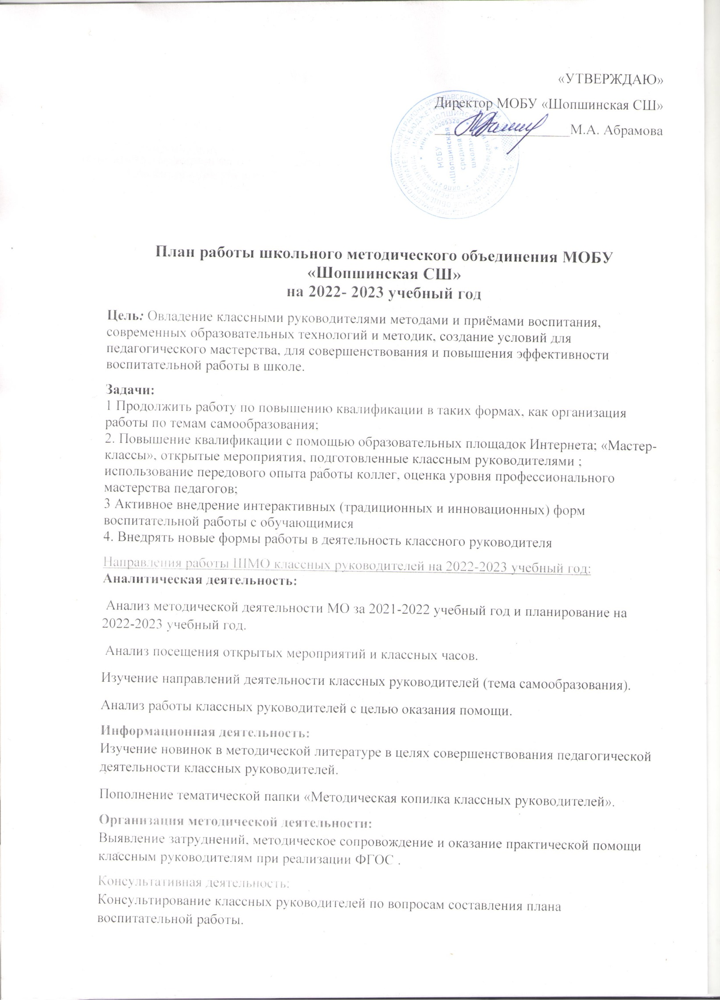 «УТВЕРЖДАЮ»
Директор МОБУ «Шопшинская СШ»
М.А. Абрамова
ИНН 7616005320
МОБУ
«Шопшинская
средняя
школа»
План работы школьного методического объединения МОБУ
«Шопшинская СШ»
на 2022- 2023 учебный год
Цель: Овладение классными руководителями методами и приёмами воспитания,
современных образовательных технологий и методик, создание условий для
педагогического мастерства, для совершенствования и повышения эффективности
воспитательной работы в школе.
Задачи:
1 Продолжить работу по повышению квалификации в таких формах, как организация
работы по темам самообразования;
2. Повышение квалификации с помощью образовательных площадок Интернета; «Мастер-
классы», открытые мероприятия, подготовленные классным руководителями ;
использование передового опыта работы коллег, оценка уровня профессионального
мастерства педагогов;
3 Активное внедрение интерактивных (традиционных и инновационных) форм
воспитательной работы с обучающимися
4. Внедрять новые формы работы в деятельность классного руководителя
Направления работы ШМО классных руководителей на 2022-2023 учебный год:
Аналитическая деятельность:
Анализ методической деятельности МО за 2021-2022 учебный год и планирование на
2022-2023 учебный год.
Анализ посещения открытых мероприятий и классных часов.
Изучение направлений деятельности классных руководителей (тема самообразования).
Анализ работы классных руководителей с целью оказания помощи.
Информационная деятельность:
Изучение новинок в методической литературе в целях совершенствования педагогической
деятельности классных руководителей.
Пополнение тематической папки «Методическая копилка классных руководителей».
Организация методической деятельности:
Выявление затруднений, методическое сопровождение и оказание практической помощи
классным руководителям при реализации ФГОС .
Консультативная деятельность:
Консультирование классных руководителей по вопросам составления плана
воспитательной работы.